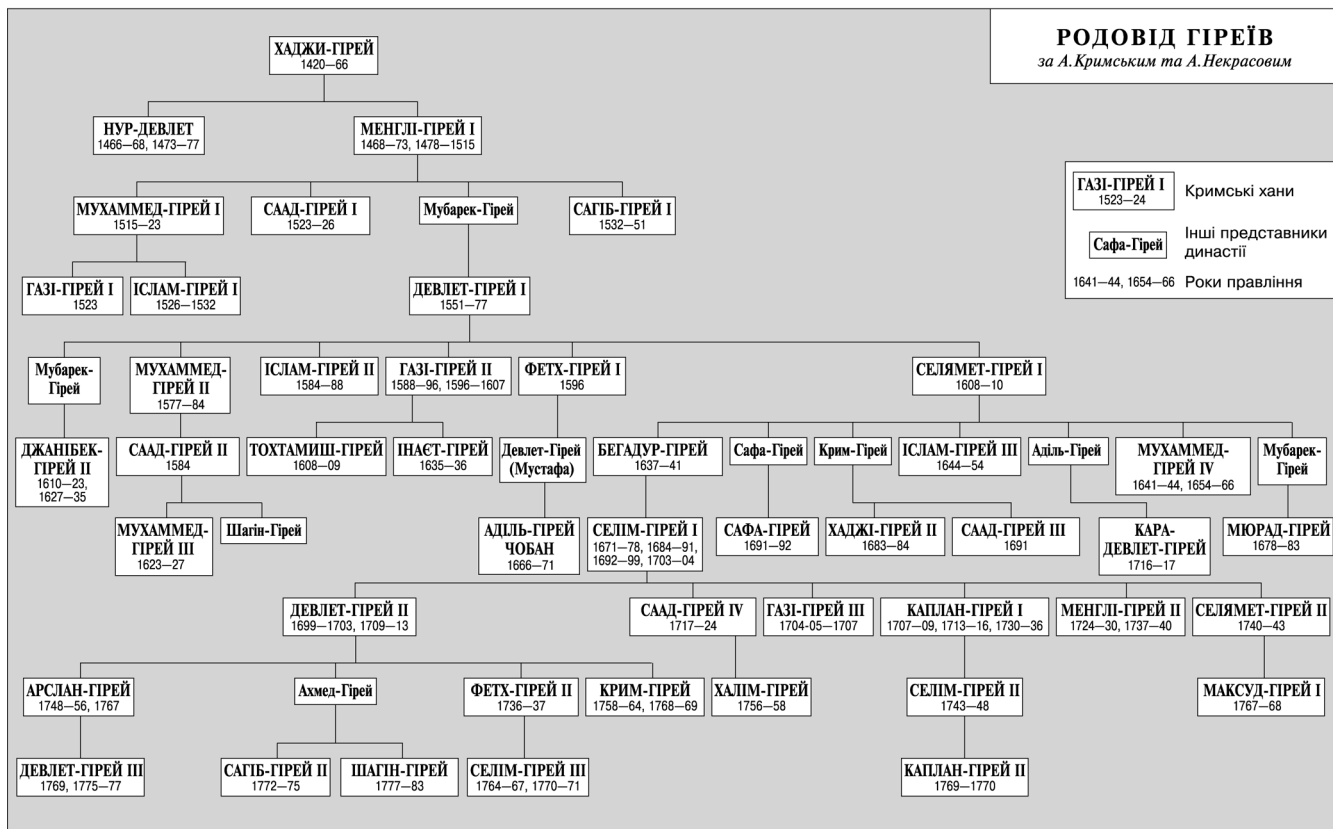 РОДОВІД ГІРЕЇВ
за А.Кримським та А.Некрасовим
ХАДЖИ-ГІРЕЙ
1420—66
НУР-ДЕВЛЕТ
1466—68, 1473—77
МЕНГЛІ-ГІРЕЙ I
1468—73, 1478—1515
ГАЗІ-ГІРЕЙ I
1523—24
Кримські хани
Сафа-Гірей
Інші представники
династії
1641—44, 1654—66
Роки правління
МУХАММЕД-ГІРЕЙ I
1515—23
СААД-ГІРЕЙ I
1523—26
Мубарек-Гірей
САГІБ-ГІРЕЙ I
1532—51
ГАЗІ-ГІРЕЙ I
1523
ІСЛАМ-ГІРЕЙ I
1526—1532
ДЕВЛЕТ-ГІРЕЙ I
1551—77
Мубарек-
Гірей
МУХАММЕД-
ГІРЕЙ II
1577—84
ІСЛАМ-ГІРЕЙ II
1584—88
ГАЗІ-ГІРЕЙ II
1588—96, 1596—1607
ФЕТХ-ГІРЕЙ I
1596
СЕЛЯМЕТ-ГІРЕЙ I
1608—10
ДЖАНІБЕК-
ГІРЕЙ II
1610—23,
1627—35
СААД-ГІРЕЙ II
1584
ТОХТАМИШ-ГІРЕЙ
1608—09
ІНАЄТ-ГІРЕЙ
1635—36
Девлет-Гірей
(Мустафа)
БЕГАДУР-ГІРЕЙ
1637—41
Сафа-Гірей
Крим-Гірей
ІСЛАМ-ГІРЕЙ III
1644—54
Аділь-Гірей
МУХАММЕД-
ГІРЕЙ IV
1641—44, 1654—66
Мубарек-
Гірей
МУХАММЕД-
ГІРЕЙ III
1623—27
Шагін-Гірей
АДІЛЬ-ГІРЕЙ
ЧОБАН
1666—71
СЕЛІМ-ГІРЕЙ I
1671—78, 1684—91,
1692—99, 1703—04
САФА-ГІРЕЙ
1691—92
ХАДЖІ-ГІРЕЙ II
1683—84
СААД-ГІРЕЙ III
1691
КАРА-
ДЕВЛЕТ-ГІРЕЙ
1716—17
МЮРАД-ГІРЕЙ
1678—83
ДЕВЛЕТ-ГІРЕЙ II
1699—1703, 1709—13
СААД-ГІРЕЙ IV
1717—24
ГАЗІ-ГІРЕЙ III
1704-05—1707
КАПЛАН-ГІРЕЙ I
1707—09, 1713—16, 1730—36
МЕНГЛІ-ГІРЕЙ II
1724—30, 1737—40
СЕЛЯМЕТ-ГІРЕЙ II
1740—43
АРСЛАН-ГІРЕЙ
1748—56, 1767
Ахмед-Гірей
ФЕТХ-ГІРЕЙ II
1736—37
КРИМ-ГІРЕЙ
1758—64, 1768—69
ХАЛІМ-ГІРЕЙ
1756—58
СЕЛІМ-ГІРЕЙ II
1743—48
МАКСУД-ГІРЕЙ I
1767—68
ДЕВЛЕТ-ГІРЕЙ III
1769, 1775—77
САГІБ-ГІРЕЙ II
1772—75
ШАГІН-ГІРЕЙ
1777—83
СЕЛІМ-ГІРЕЙ III
1764—67, 1770—71
КАПЛАН-ГІРЕЙ II
1769—1770